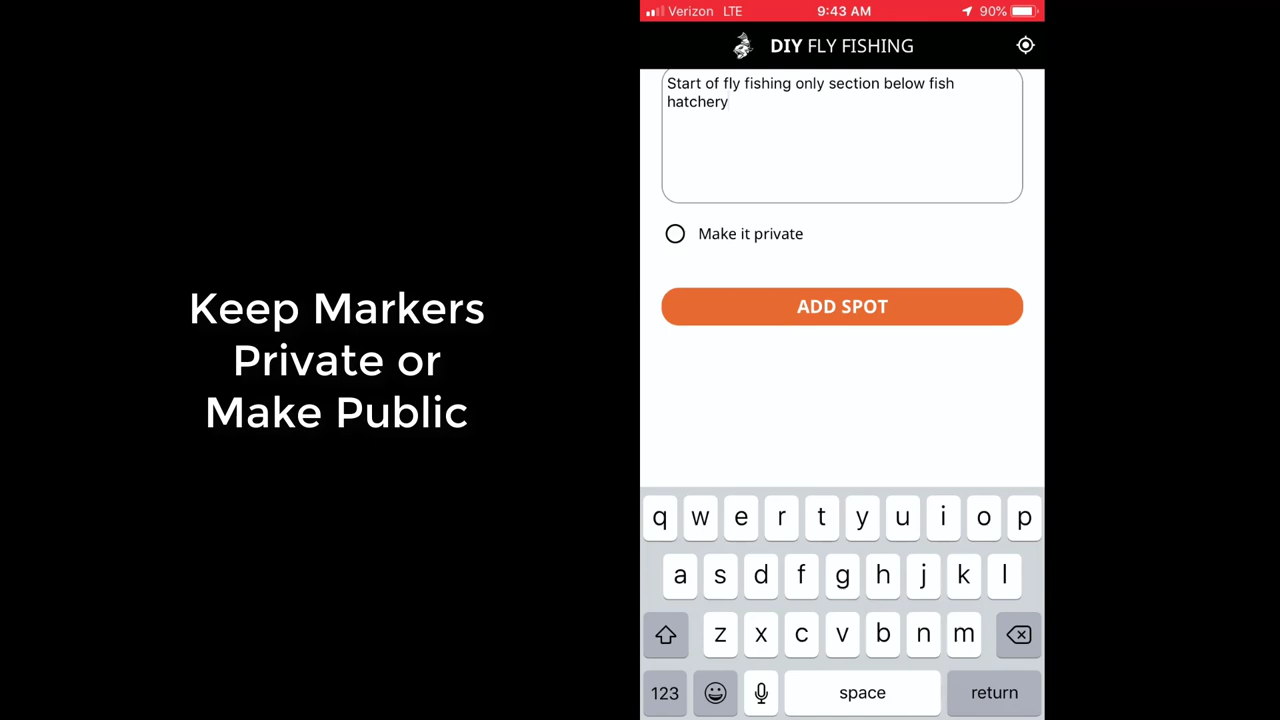 Keep Markers
Private or
Make Public
Verizon LTE 9:43 AM 90%
DIY FLY FISHING
Start of fly fishing only section below fish
hatchery
Make it private
ADD SPOT
q w e r t y u i o p
a s d f g h j k l
z x c v b n m
123 space return